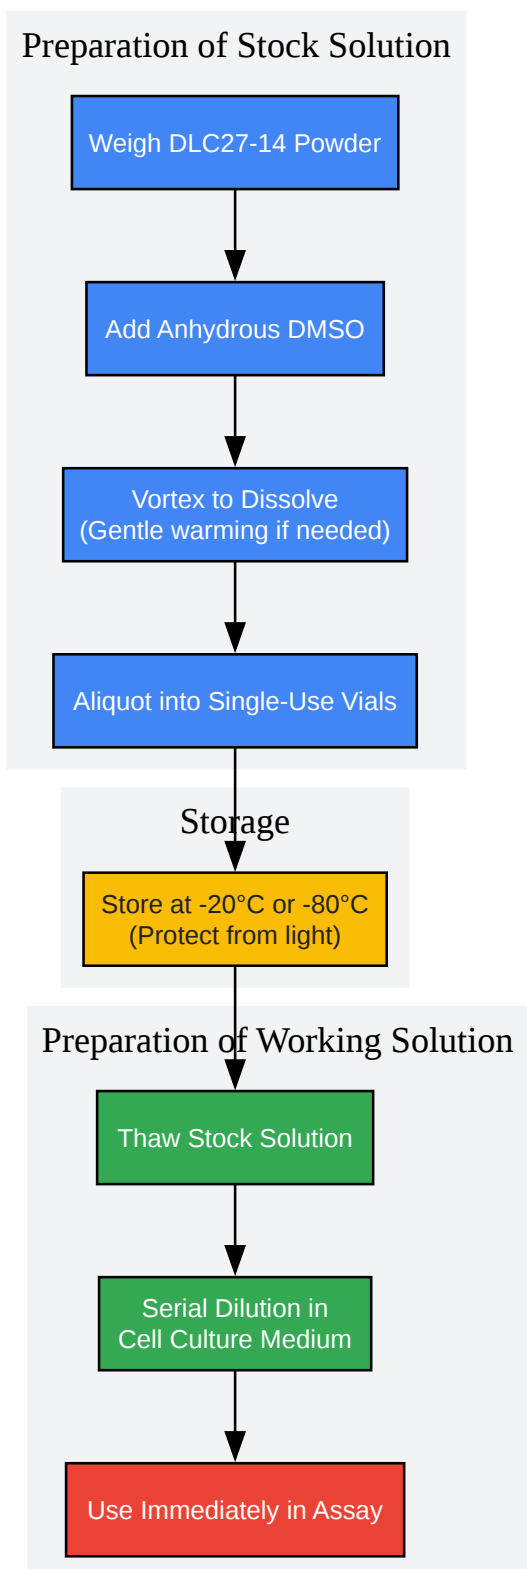 Preparation of Stock Solution
Weigh DLC27-14 Powder
Add Anhydrous DMSO
Vortex to Dissolve
(Gentle warming if needed)
Aliquot into Single-Use Vials
Storage
Store at -20°C or -80°C
(Protect from light)
Preparation of Working Solution
Thaw Stock Solution
Serial Dilution in
Cell Culture Medium
Use Immediately in Assay